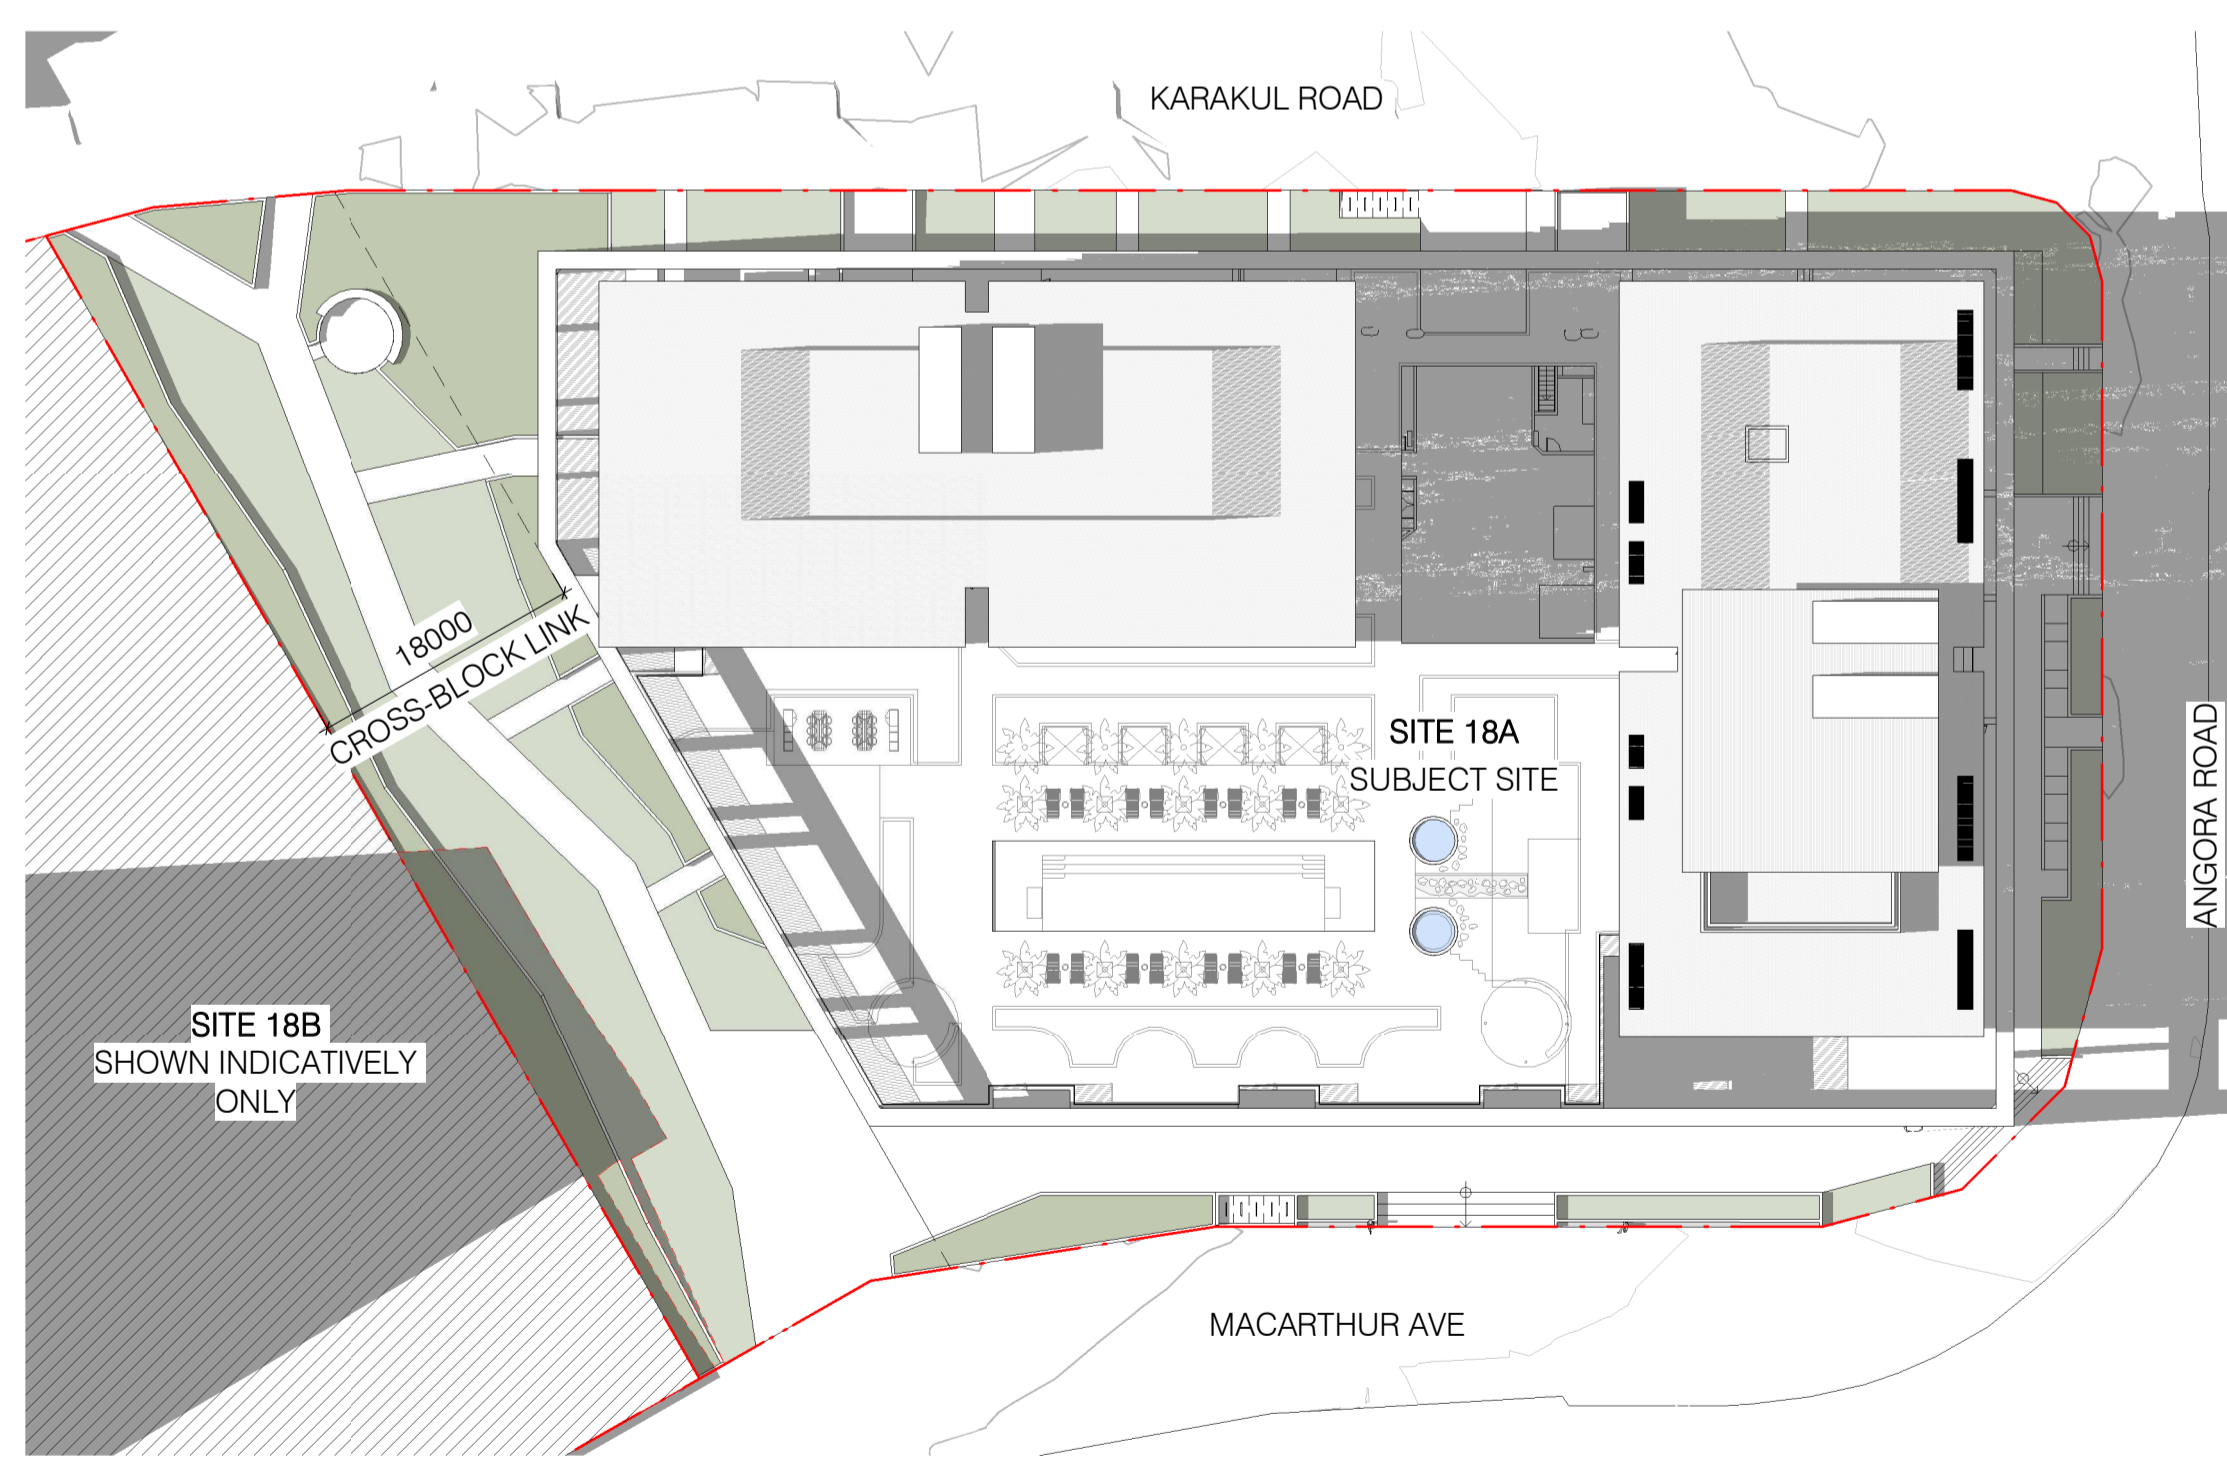 KARAKUL ROAD
18000
CROSS-BLOCK LINK
SITE 18A
SUBJECT SITE
ANGORA ROAD
SITE 18B
SHOWN INDICATIVELY
ONLY
MACARTHUR AVE